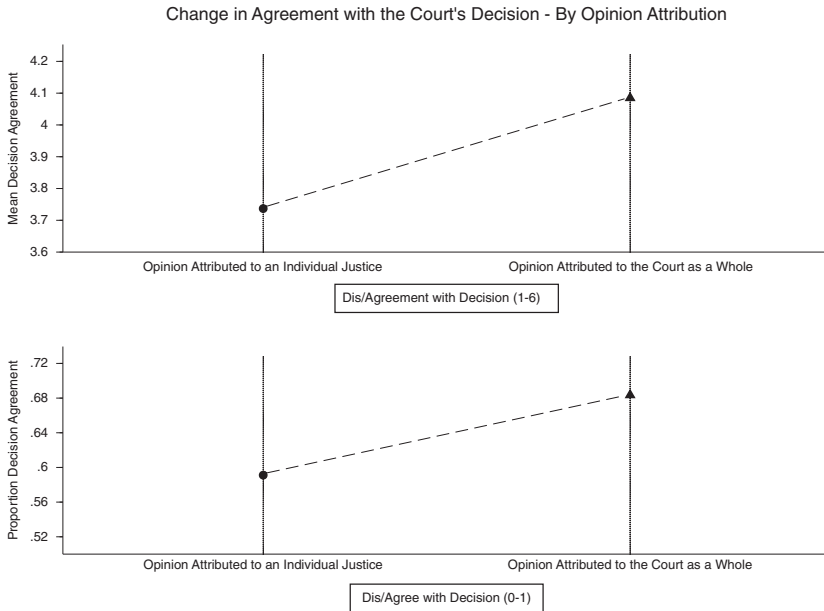 Change in Agreement with the Court's Decision - By Opinion Attribution
Mean Decision Agreement
4.2
4.1
4
3.9
3.8
3.7
3.6
Opinion Attributed to an Individual Justice
Opinion Attributed to the Court as a Whole
Dis/Agreement with Decision (1-6)
Proportion Decision Agreement
.72
.68
.64
.6
.56
.52
Opinion Attributed to an Individual Justice
Opinion Attributed to the Court as a Whole
Dis/Agree with Decision (0-1)